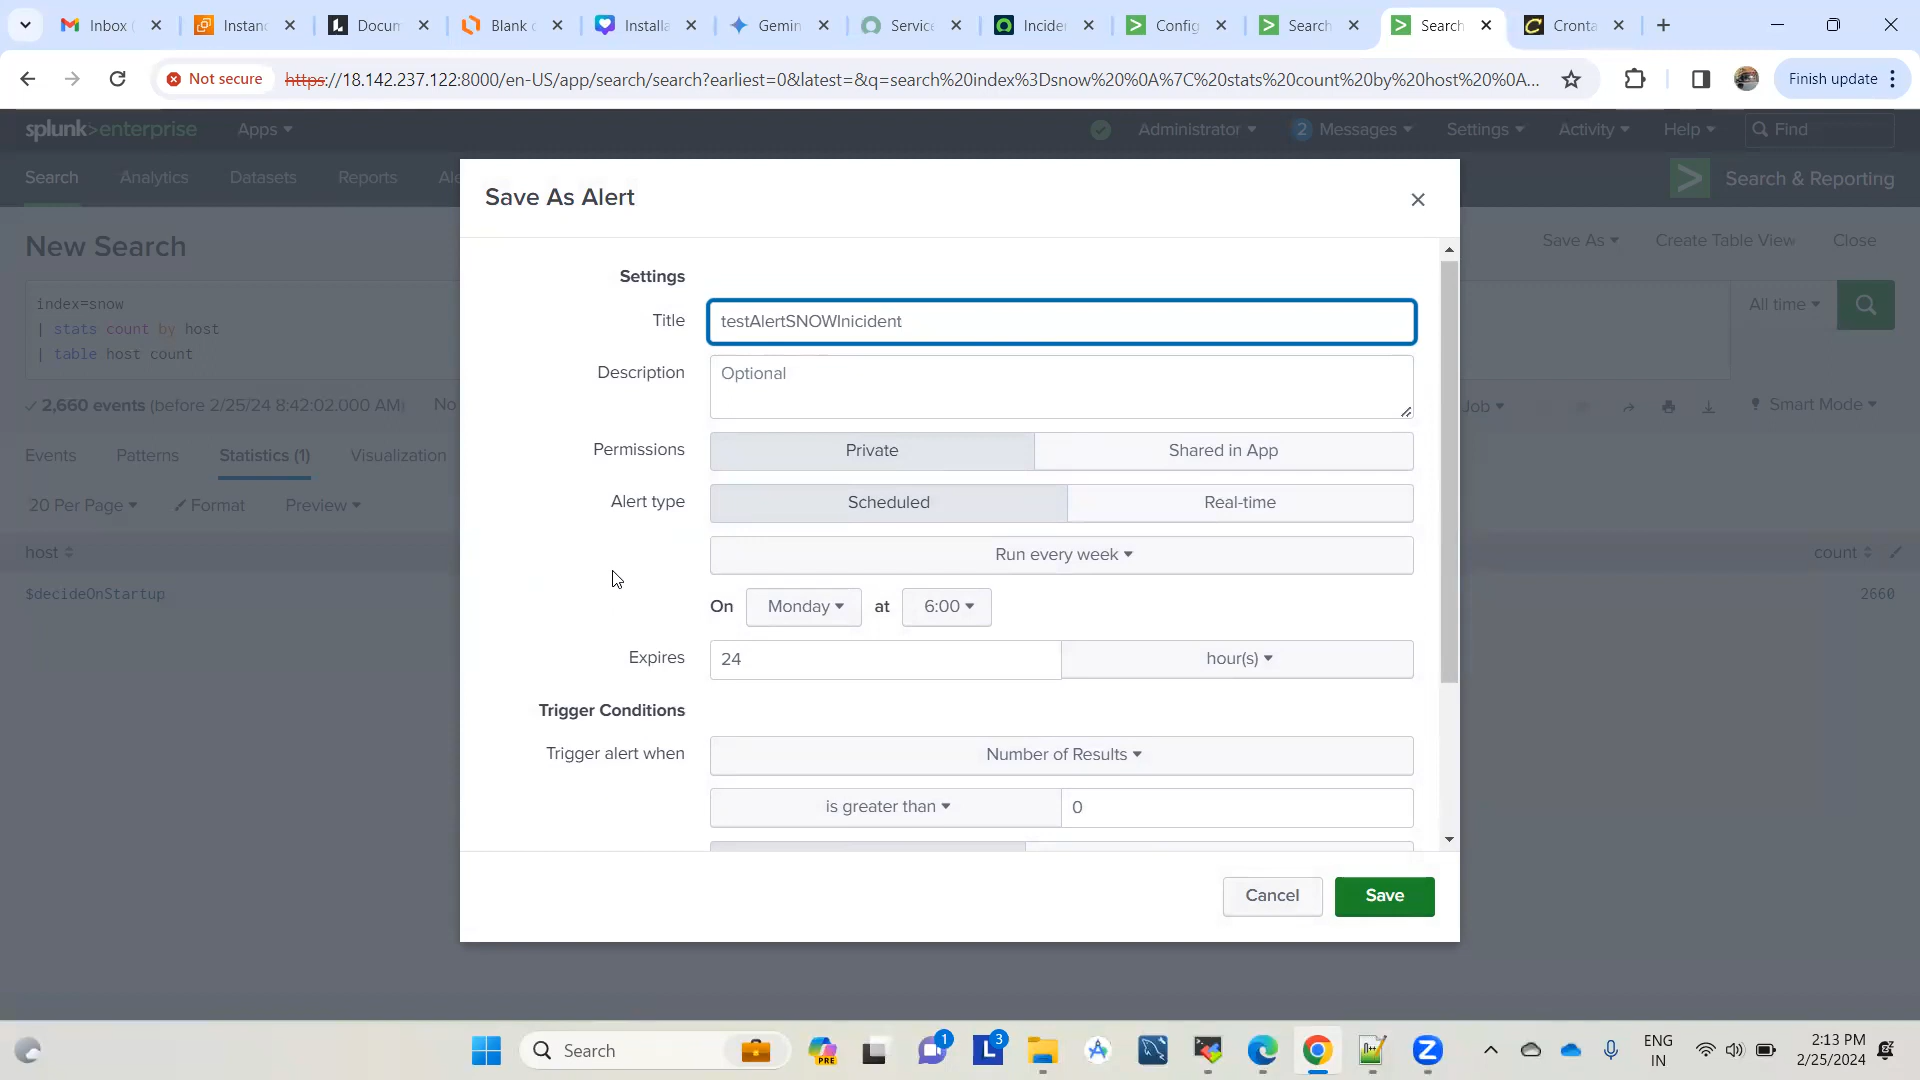 Inbox (
Instanc
Docum
Blank d
Installa
Gemin
Service
Incider
Config
Search
Search
Cronta
Not secure
https://18.142.237.122:8000/en-US/app/search/search?earliest=0&latest=&q=search%20index%3Dsnow%20%0A%7C%20stats%20count%20by%20host%20%0A...
Finish update
splunk>enterprise
Apps
Administrator
2 Messages
Settings
Activity
Help
Find
Search
Analytics
Datasets
Reports
Ale
Search & Reporting
Save As Alert
New Search
Save As
Create Table View
Close
index=snow
| stats count by host
| table host count
All time
✓ 2,660 events (before 2/25/24 8:42:02.000 AM)
No
Job
Smart Mode
Events
Patterns
Statistics (1)
Visualization
20 Per Page
Format
Preview
host
count
$decideOnStartup
2660
Settings
Title
testAlertSNOWInicident
Description
Optional
Permissions
Private
Shared in App
Alert type
Scheduled
Real-time
Run every week
On
Monday
at
6:00
Expires
24
hour(s)
Trigger Conditions
Trigger alert when
Number of Results
is greater than
0
Cancel
Save
Search
PRE
1
3
ENG
IN
2:13 PM
2/25/2024